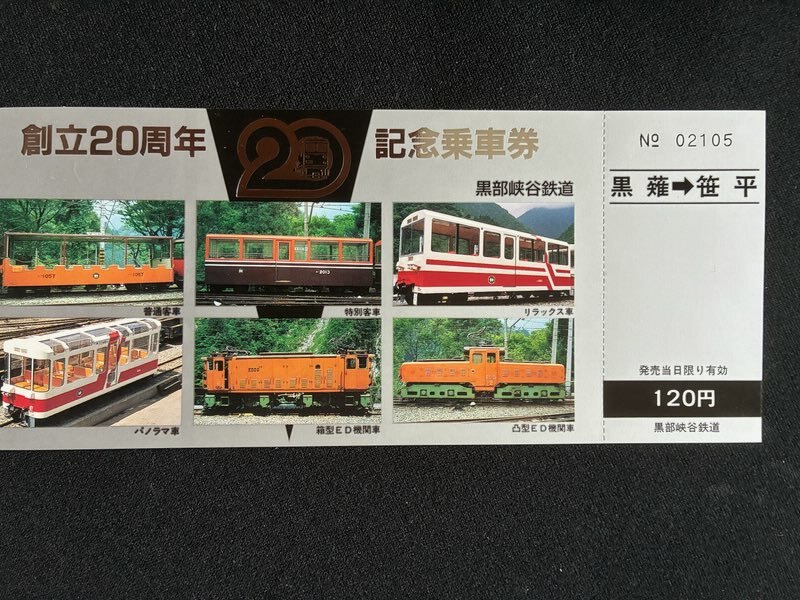 創立20周年
20
記念乗車券
黒部峡谷鉄道
普通客車
特別客車
リラックス車
パノラマ車
箱型ED機関車
凸型ED機関車
1057
1057
2013
№ 02105
黒薙➡笹平
発売当日限り有効
120円
黒部峡谷鉄道